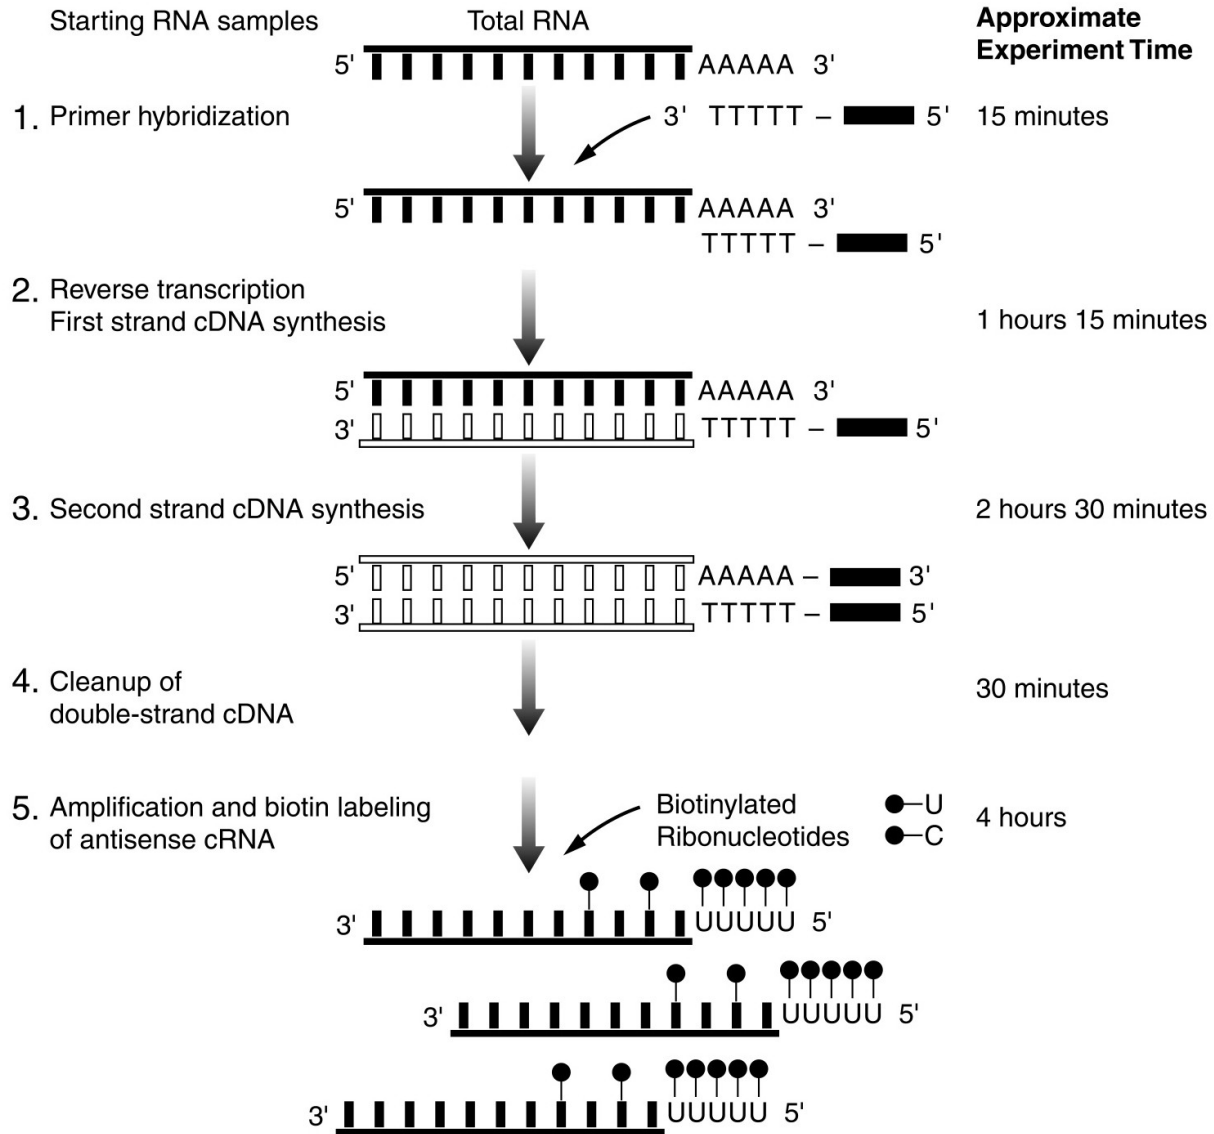 Starting RNA samples
Total RNA
Approximate
Experiment Time
5' AAAAA 3'
1. Primer hybridization
3' TTTTT – 5'
15 minutes
5' AAAAA 3'
TTTTT – 5'
2. Reverse transcription
First strand cDNA synthesis
1 hours 15 minutes
5' AAAAA 3'
3' TTTTT – 5'
3. Second strand cDNA synthesis
2 hours 30 minutes
5' AAAAA – 3'
3' TTTTT – 5'
4. Cleanup of
double-strand cDNA
30 minutes
5. Amplification and biotin labeling
of antisense cRNA
Biotinylated
Ribonucleotides
U
C
4 hours
3' UUUUU 5'
3' UUUUU 5'
3' UUUUU 5'